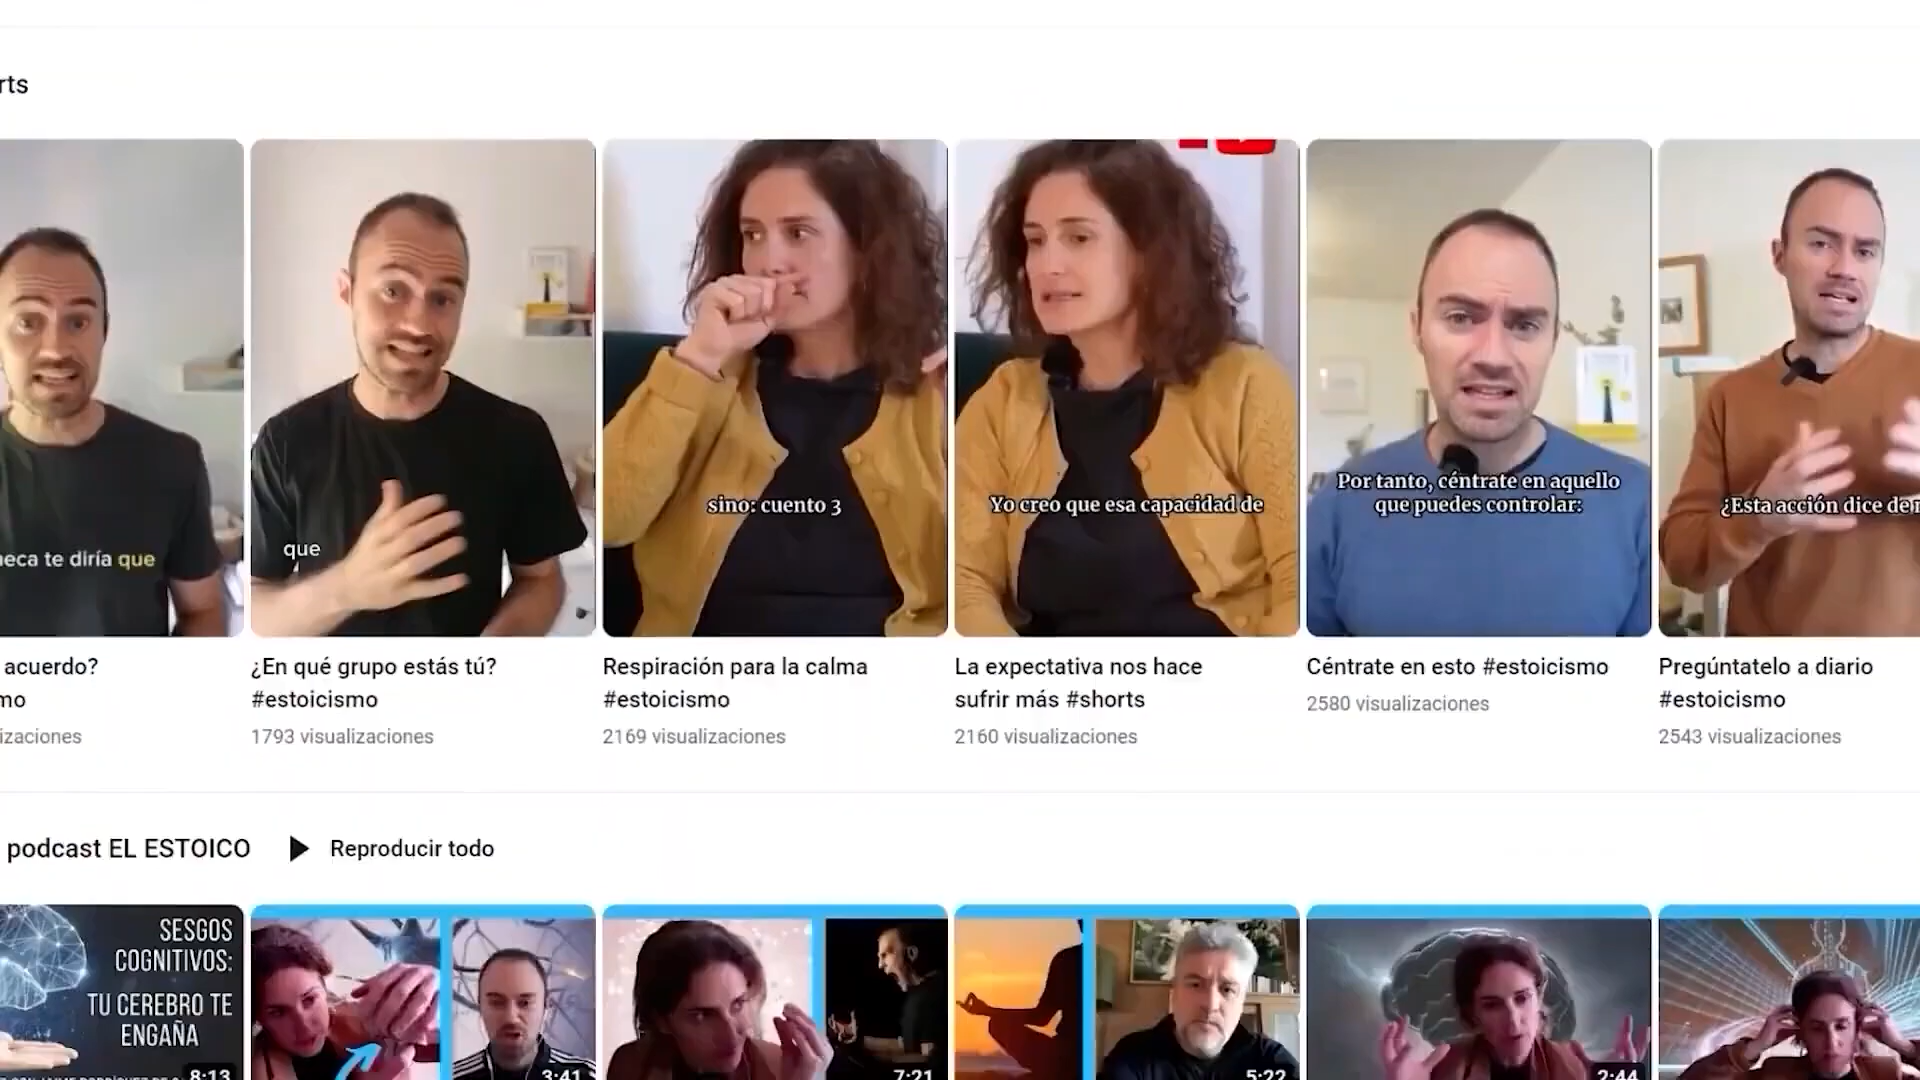 rts
neca te diría que
que
sino: cuento 3
Yo creo que esa capacidad de
Por tanto, céntrate en aquello
que puedes controlar:
¿Esta acción dice de
acuerdo?
mo
izaciones
¿En qué grupo estás tú?
#estoicismo
1793 visualizaciones
Respiración para la calma
#estoicismo
2169 visualizaciones
La expectativa nos hace
sufrir más #shorts
2160 visualizaciones
Céntrate en esto #estoicismo
2580 visualizaciones
Pregúntatelo a diario
#estoicismo
2543 visualizaciones
podcast EL ESTOICO
Reproducir todo
SESGOS
COGNITIVOS:
TU CEREBRO TE
ENGAÑA
8:13
3:41
7:21
5:22
2:44